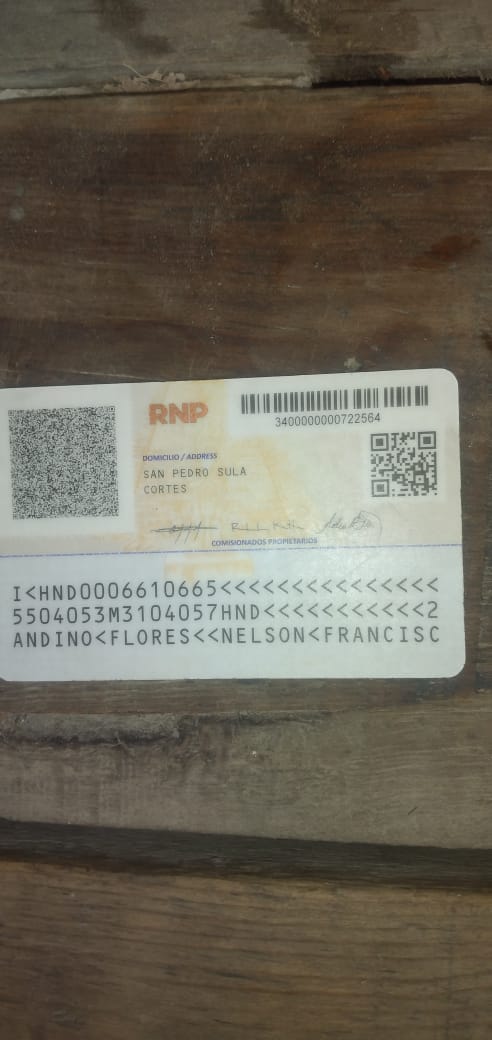 RNP
3400000000722564
DOMICILIO / ADDRESS
SAN PEDRO SULA
CORTES
COMISIONADOS PROPIETARIOS
I<HND0006610665<<<<<<<<<<<<<<<
5504053M3104057HND<<<<<<<<<<<2
ANDINO<FLORES<<NELSON<FRANCISC